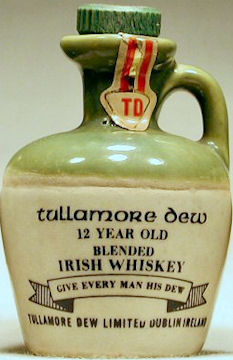 TD
tullamore dew
12 YEAR OLD
BLENDED
IRISH WHISKEY
GIVE EVERY MAN HIS DEW
TULLAMORE DEW LIMITED DUBLIN IRELAND